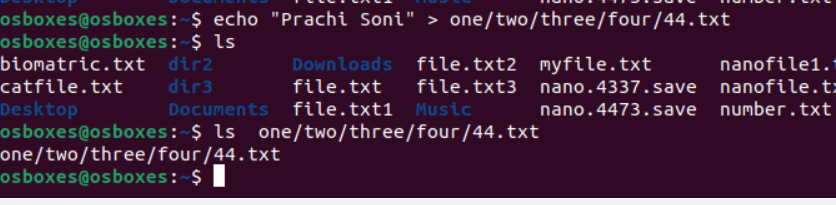 osboxes@osboxes:~$ echo "Prachi Soni" > one/two/three/four/44.txt
osboxes@osboxes:~$ ls
biomatric.txt dir2 Downloads file.txt2 myfile.txt nanofile1.
catfile.txt dir3 file.txt file.txt3 nano.4337.save nanofile.t
Desktop Documents file.txt1 Music nano.4473.save number.txt
osboxes@osboxes:~$ ls one/two/three/four/44.txt
one/two/three/four/44.txt
osboxes@osboxes:~$